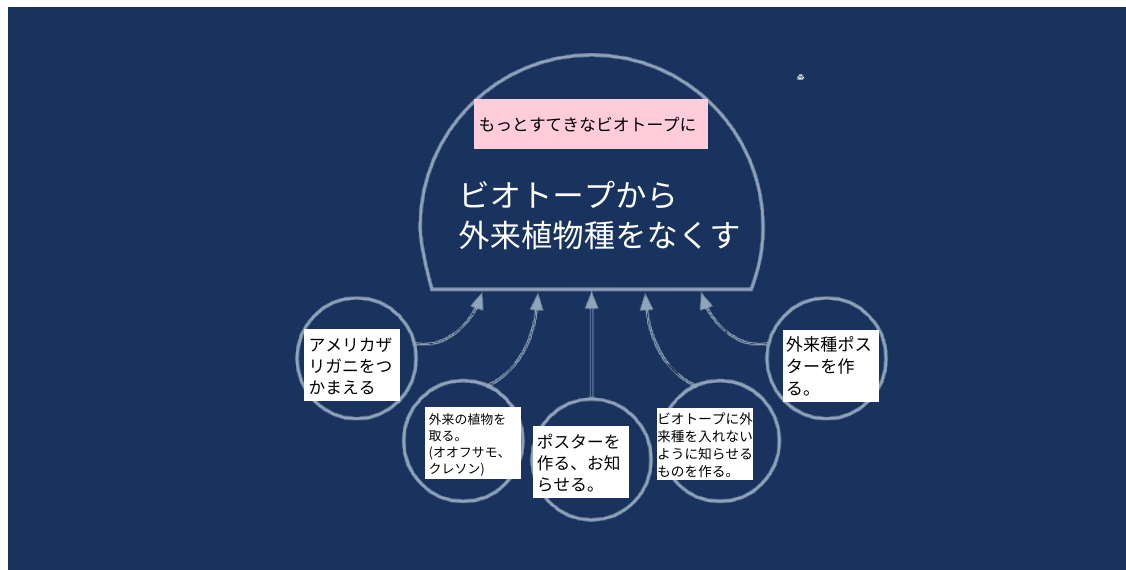 もっとすてきなビオトープに
ビオトープから
外来植物種をなくす
アメリカザ
リガニをつ
かまえる
外来の植物を
取る。
(オオフサモ、
クレソン)
ポスターを
作る、お知
らせる。
ビオトープに外
来種を入れない
ように知らせる
ものを作る。
外来種ポス
ターを作
る。